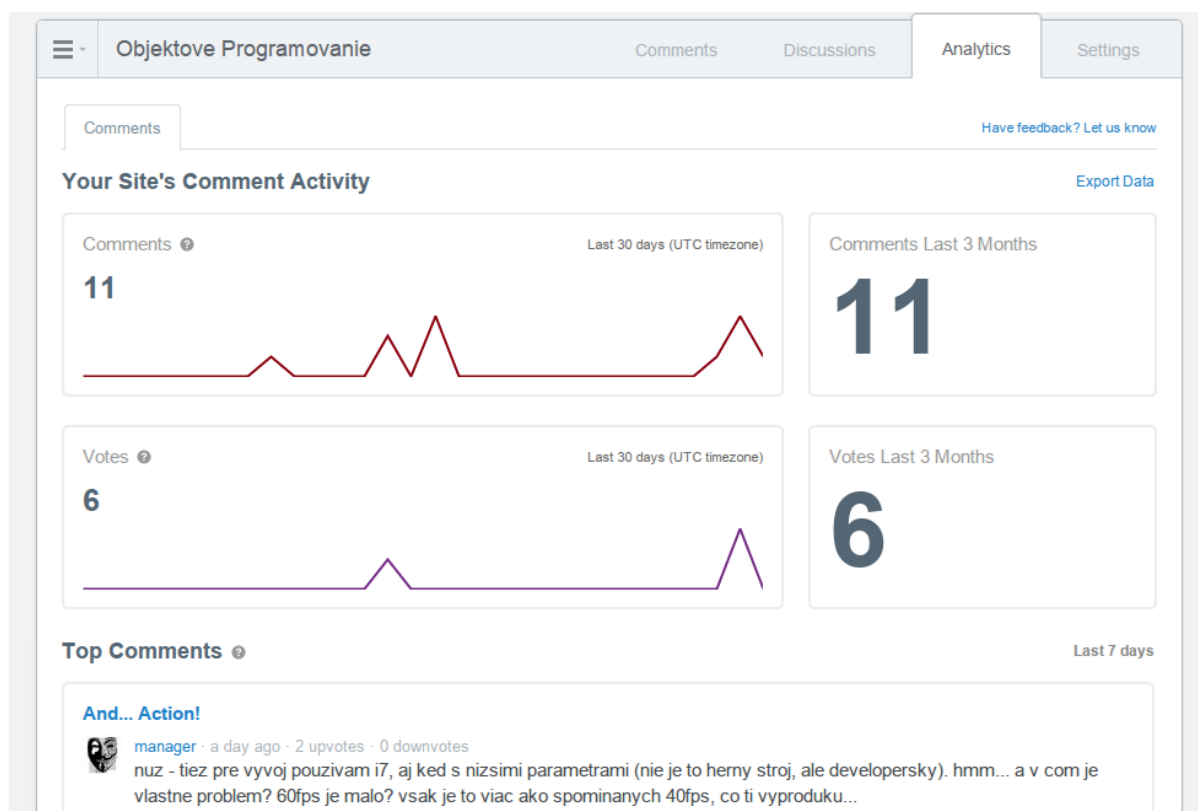 Objektove Programovanie Comments Discussions Analytics Settings
Comments Have feedback? Let us know
Your Site's Comment Activity Export Data
Comments Last 30 days (UTC timezone) Comments Last 3 Months
11 11
Votes Last 30 days (UTC timezone) Votes Last 3 Months
6 6
Top Comments Last 7 days
And... Action!
manager · a day ago · 2 upvotes · 0 downvotes
nuz - tiez pre vyvoj pouzivam i7, aj ked s nizsimi parametrami (nie je to herny stroj, ale developersky). hmm... a v com je
vlastne problem? 60fps je malo? vsak je to viac ako spominanych 40fps, co ti vyproduku...